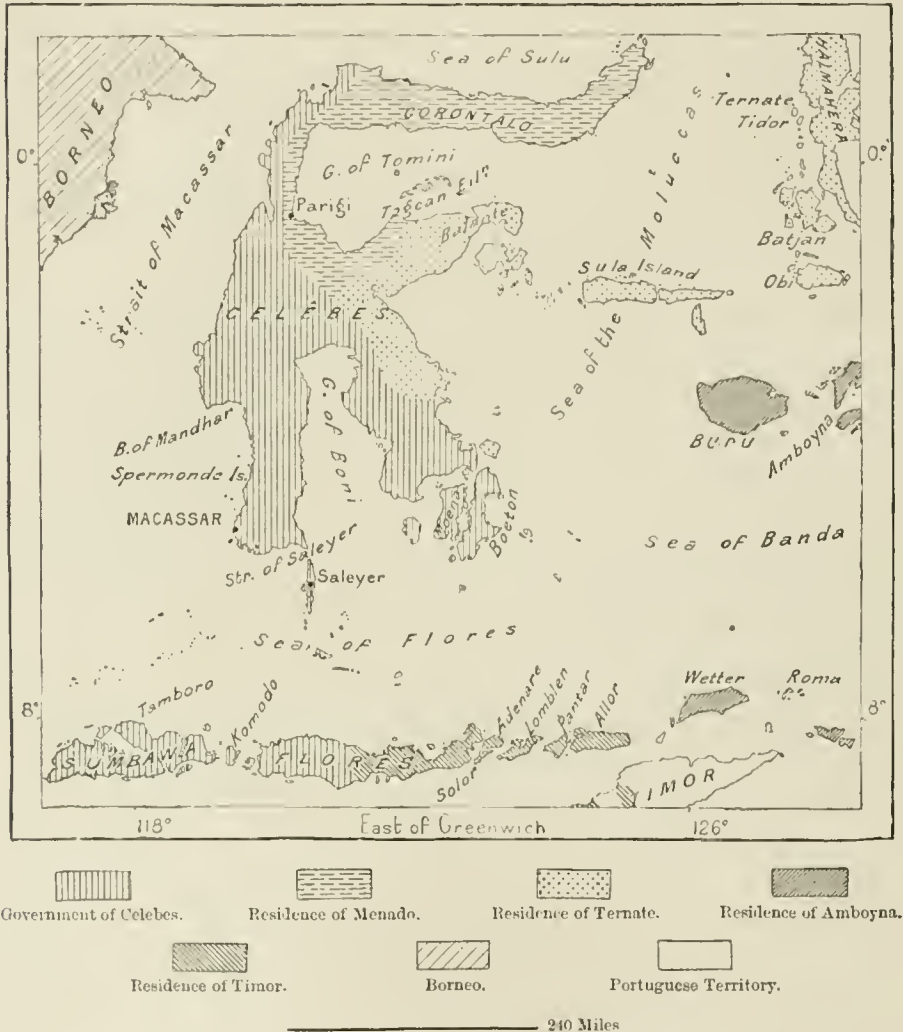 Sea of Sulu
BORNEO
HALMAHERA
Ternate
Tidor
GORONTALO
0°
0°
G. of Tomini
Strait of Macassar
Parigi
Balante
Sea of the Moluccas
Batjan
Sula Island
Obi
CELEBES
G. of Boni
B. of Mandhar
BURU
Amboyna
Spermonde Is.
MACASSAR
Boeton
Sea of Banda
Str. of Saleyer
Saleyer
Sea of Flores
Wetter
Roma
Tamboro
Komodo
Adenare
Lomblen
Pantar
Allor
8°
8°
SUMBAWA
FLORES
Solor
IMOR
118°
East of Greenwich
126°
Government of Celebes.
Residence of Menado.
Residence of Ternate.
Residence of Amboyna.
Residence of Timor.
Borneo.
Portuguese Territory.
240 Miles